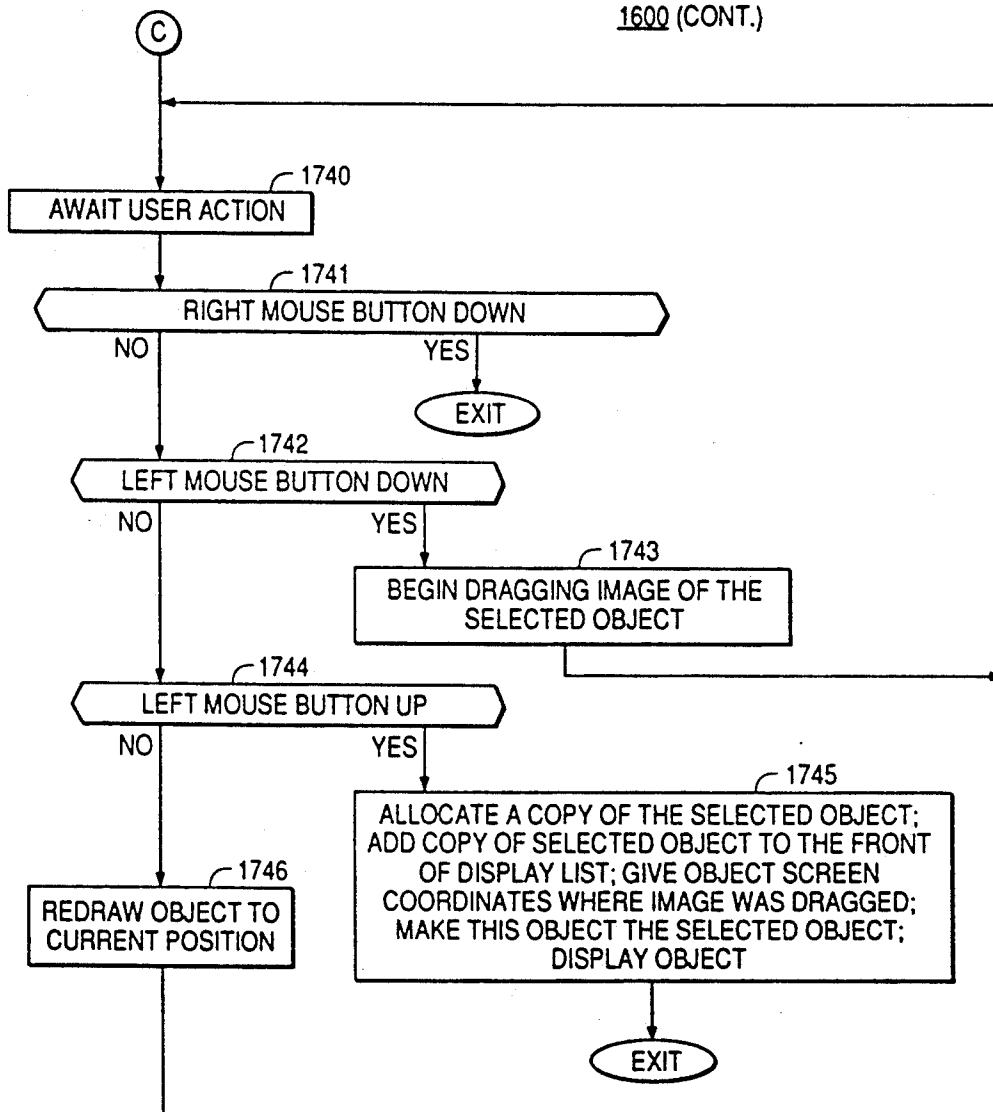 1600 (CONT.)
C
1740
AWAIT USER ACTION
1741
RIGHT MOUSE BUTTON DOWN
NO
YES
EXIT
1742
LEFT MOUSE BUTTON DOWN
NO
YES
1743
BEGIN DRAGGING IMAGE OF THE
SELECTED OBJECT
1744
LEFT MOUSE BUTTON UP
NO
YES
1745
ALLOCATE A COPY OF THE SELECTED OBJECT;
ADD COPY OF SELECTED OBJECT TO THE FRONT
OF DISPLAY LIST; GIVE OBJECT SCREEN
COORDINATES WHERE IMAGE WAS DRAGGED;
MAKE THIS OBJECT THE SELECTED OBJECT;
DISPLAY OBJECT
1746
REDRAW OBJECT TO
CURRENT POSITION
EXIT